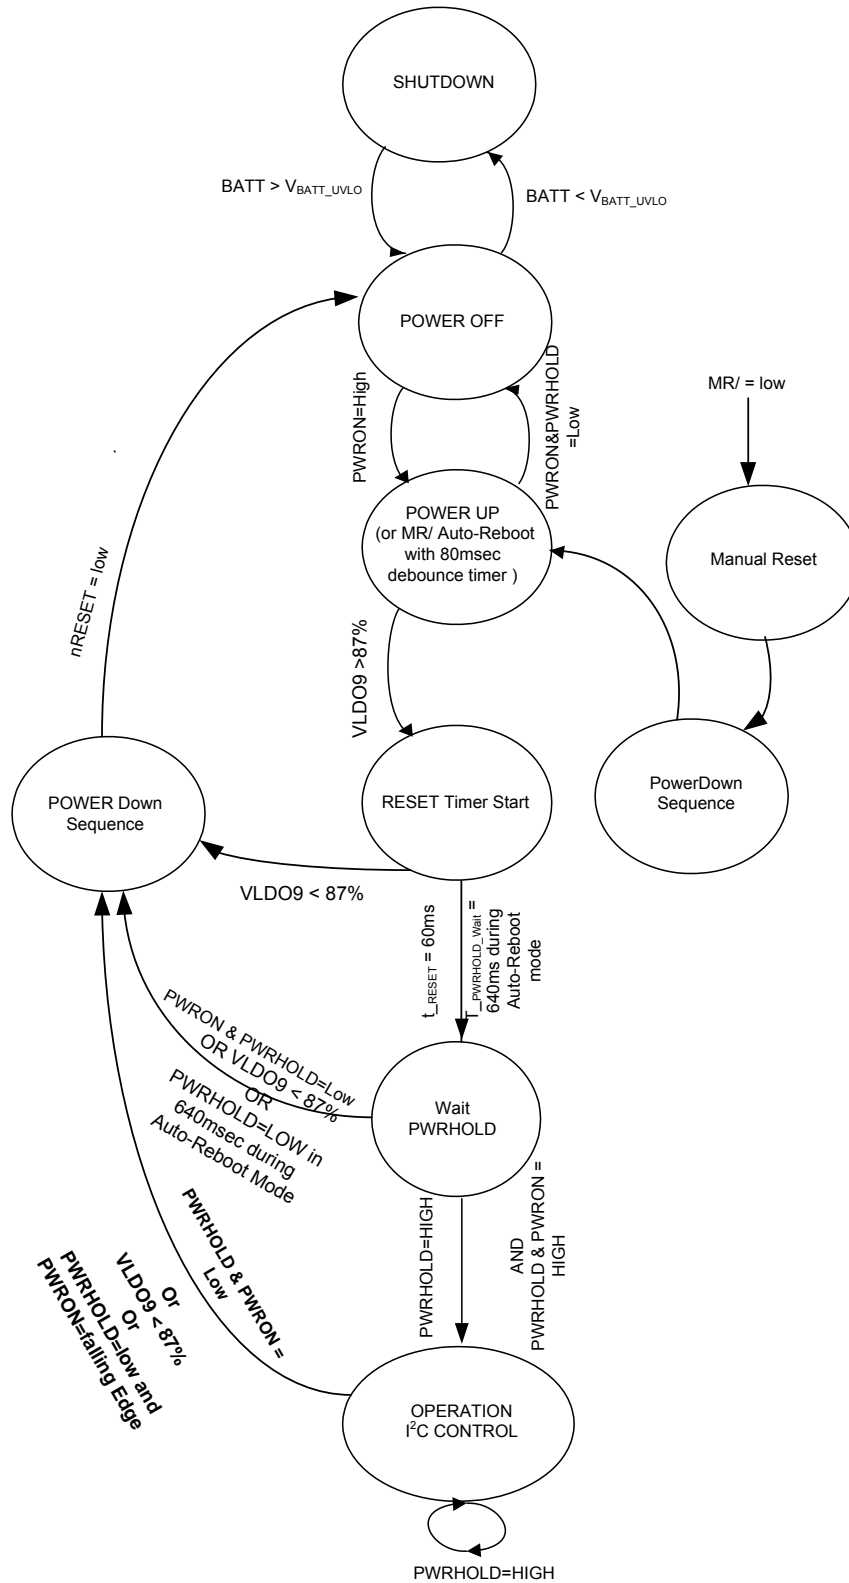 SHUTDOWN
BATT > VBATT_UVLO
BATT < VBATT_UVLO
POWER OFF
PWRON=High
PWRON&PWRHOLD
=Low
MR/ = low
POWER UP
(or MR/ Auto-Reboot
with 80msec
debounce timer )
Manual Reset
nRESET = low
VLDO9 >87%
POWER Down
Sequence
RESET Timer Start
PowerDown
Sequence
VLDO9 < 87%
t_RESET = 60ms
T_PWRHOLD_Wait =
640ms during
Auto-Reboot
mode
PWRON & PWRHOLD=Low
OR VLDO9 < 87%
OR
PWRHOLD=LOW in
640msec during
Auto-Reboot Mode
Wait
PWRHOLD
PWRHOLD=HIGH
AND
PWRHOLD & PWRON =
HIGH
PWRHOLD & PWRON =
Low
Or
VLDO9 < 87%
Or
PWRHOLD=low and
PWRON=falling Edge
OPERATION
I2C CONTROL
PWRHOLD=HIGH